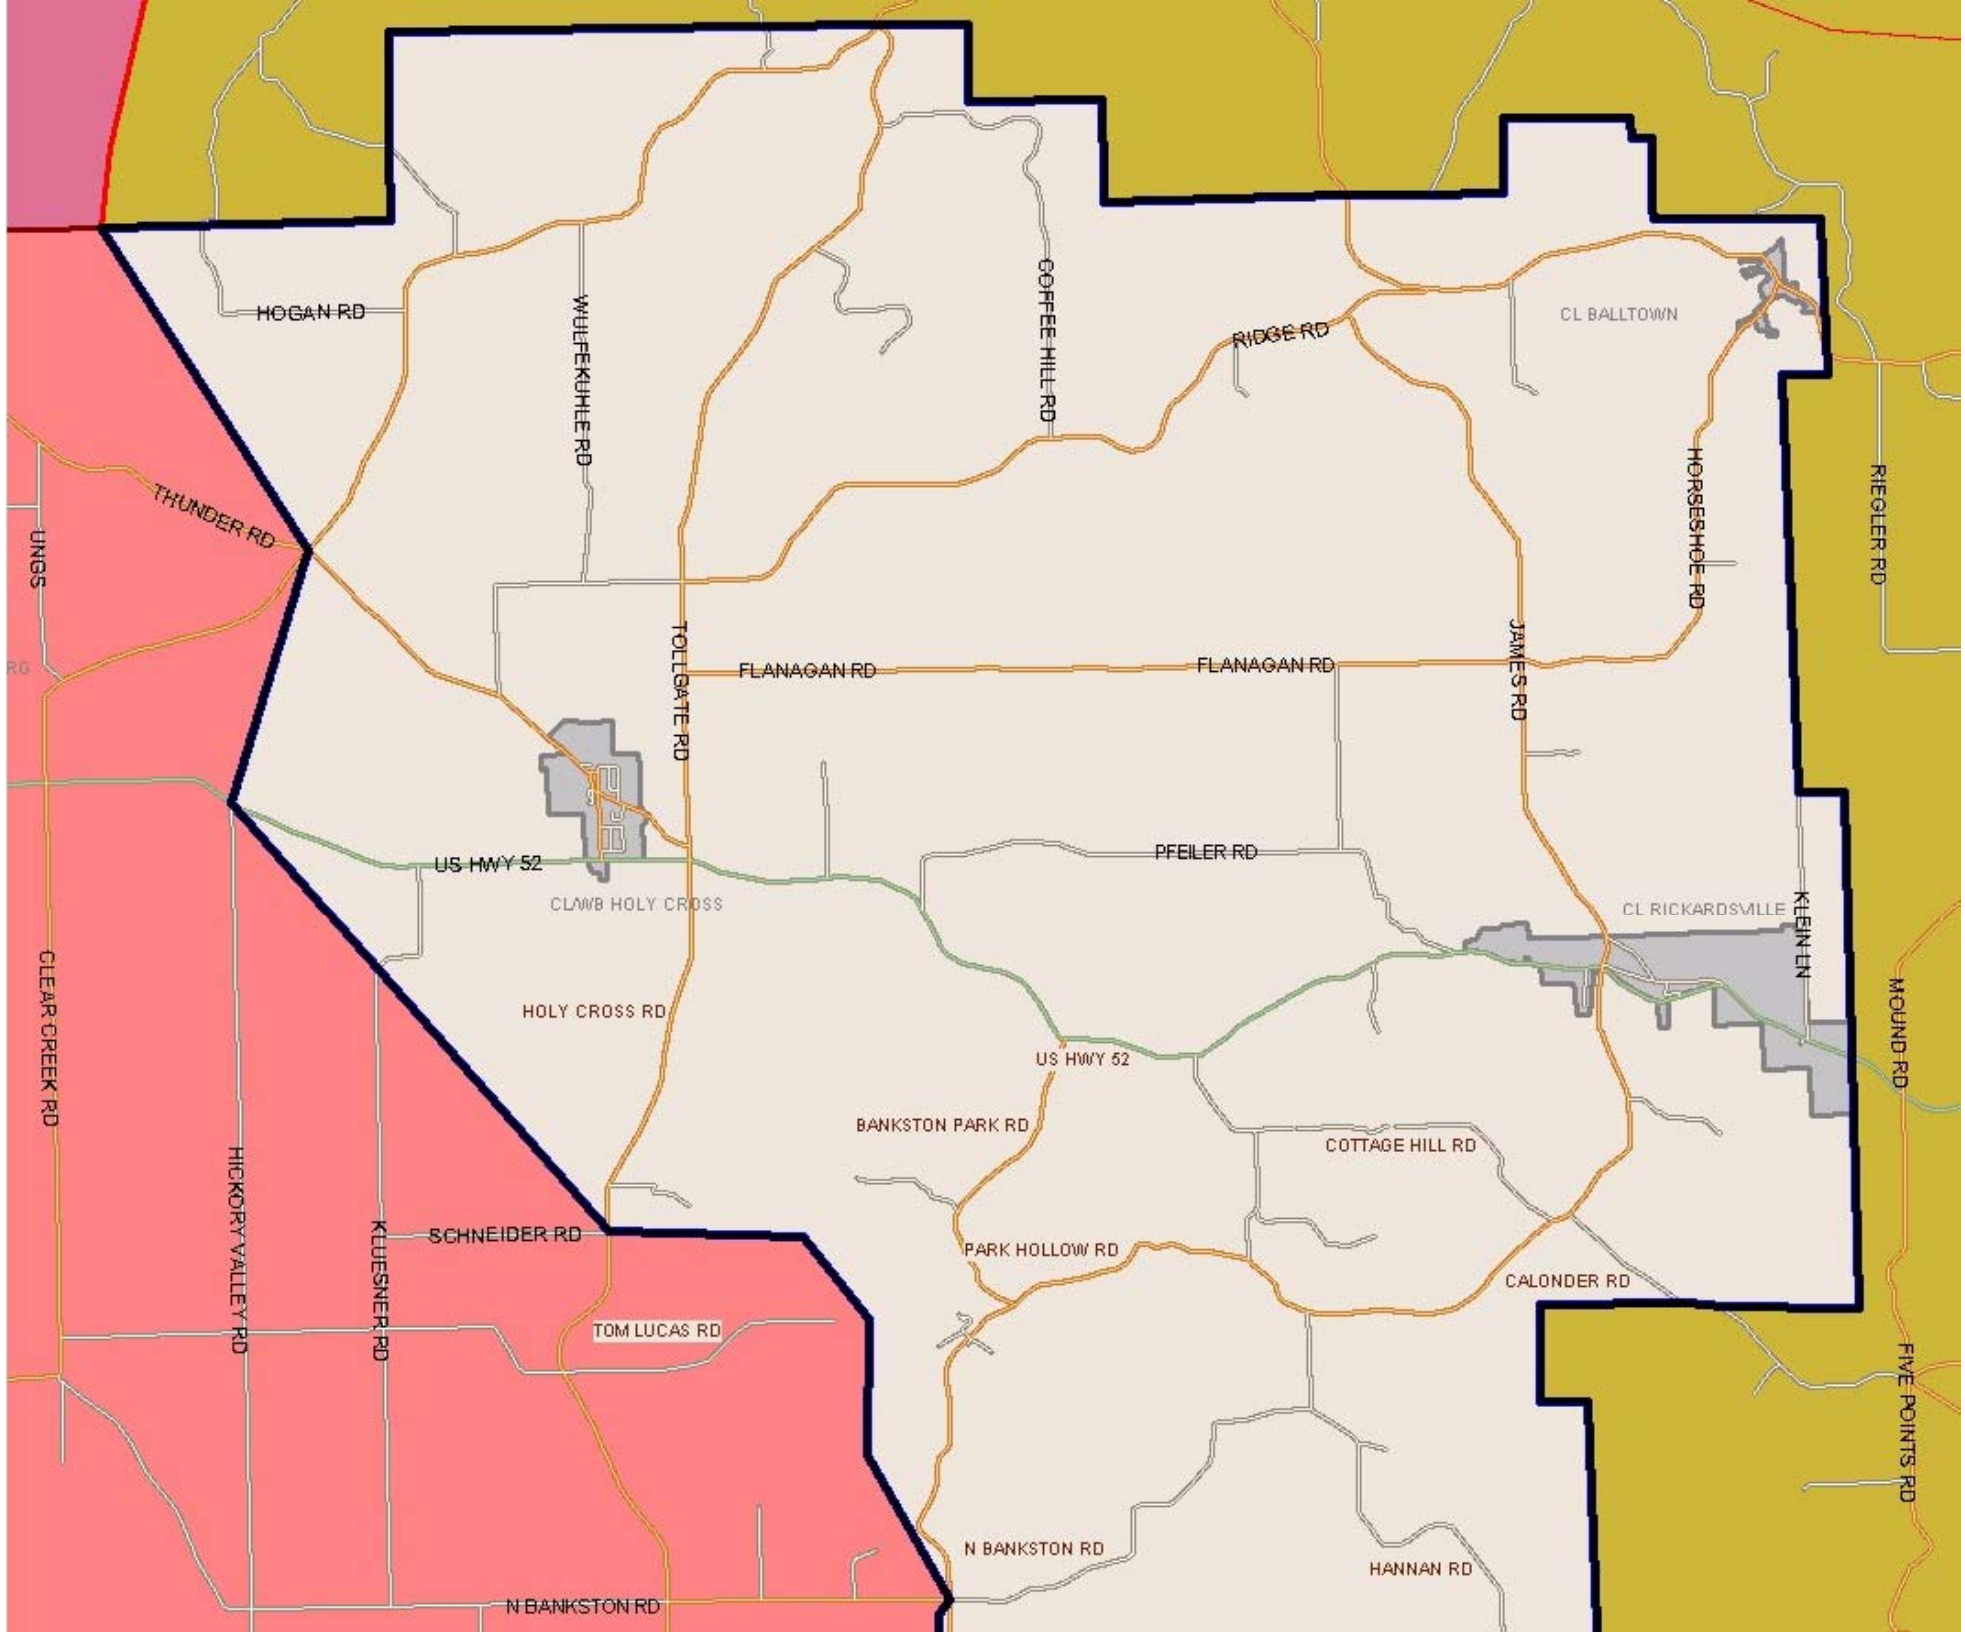 HOGAN RD
WULFEKUHLE RD
COFFEE HILL RD
RIDGE RD
CL BALLTOWN
THUNDER RD
UNGS
HORSESHOE RD
RIEGLER RD
RG
TOLLGATE RD
FLANAGAN RD
FLANAGAN RD
JAMES RD
US HWY 52
PFEILER RD
CL/WB HOLY CROSS
CL RICKARDSVILLE
KLEIN LN
CLEAR CREEK RD
HOLY CROSS RD
MOUND RD
US HWY 52
BANKSTON PARK RD
COTTAGE HILL RD
HICKORY VALLEY RD
KLUESNER RD
SCHNEIDER RD
PARK HOLLOW RD
CALONDER RD
TOM LUCAS RD
FIVE POINTS RD
N BANKSTON RD
HANNAN RD
N BANKSTON RD